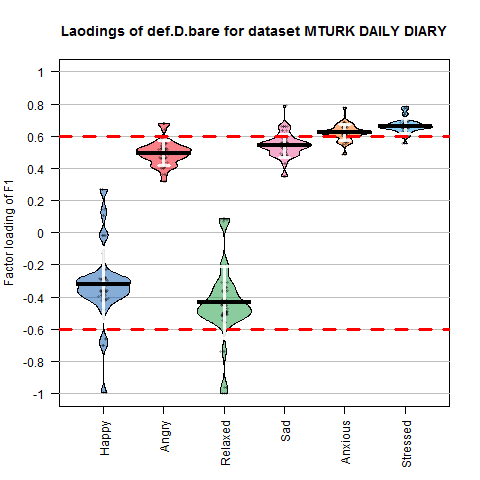 Laodings of def.D.bare for dataset MTURK DAILY DIARY
Factor loading of F1
1
0.8
0.6
0.4
0.2
0
-0.2
-0.4
-0.6
-0.8
-1
Happy
Angry
Relaxed
Sad
Anxious
Stressed